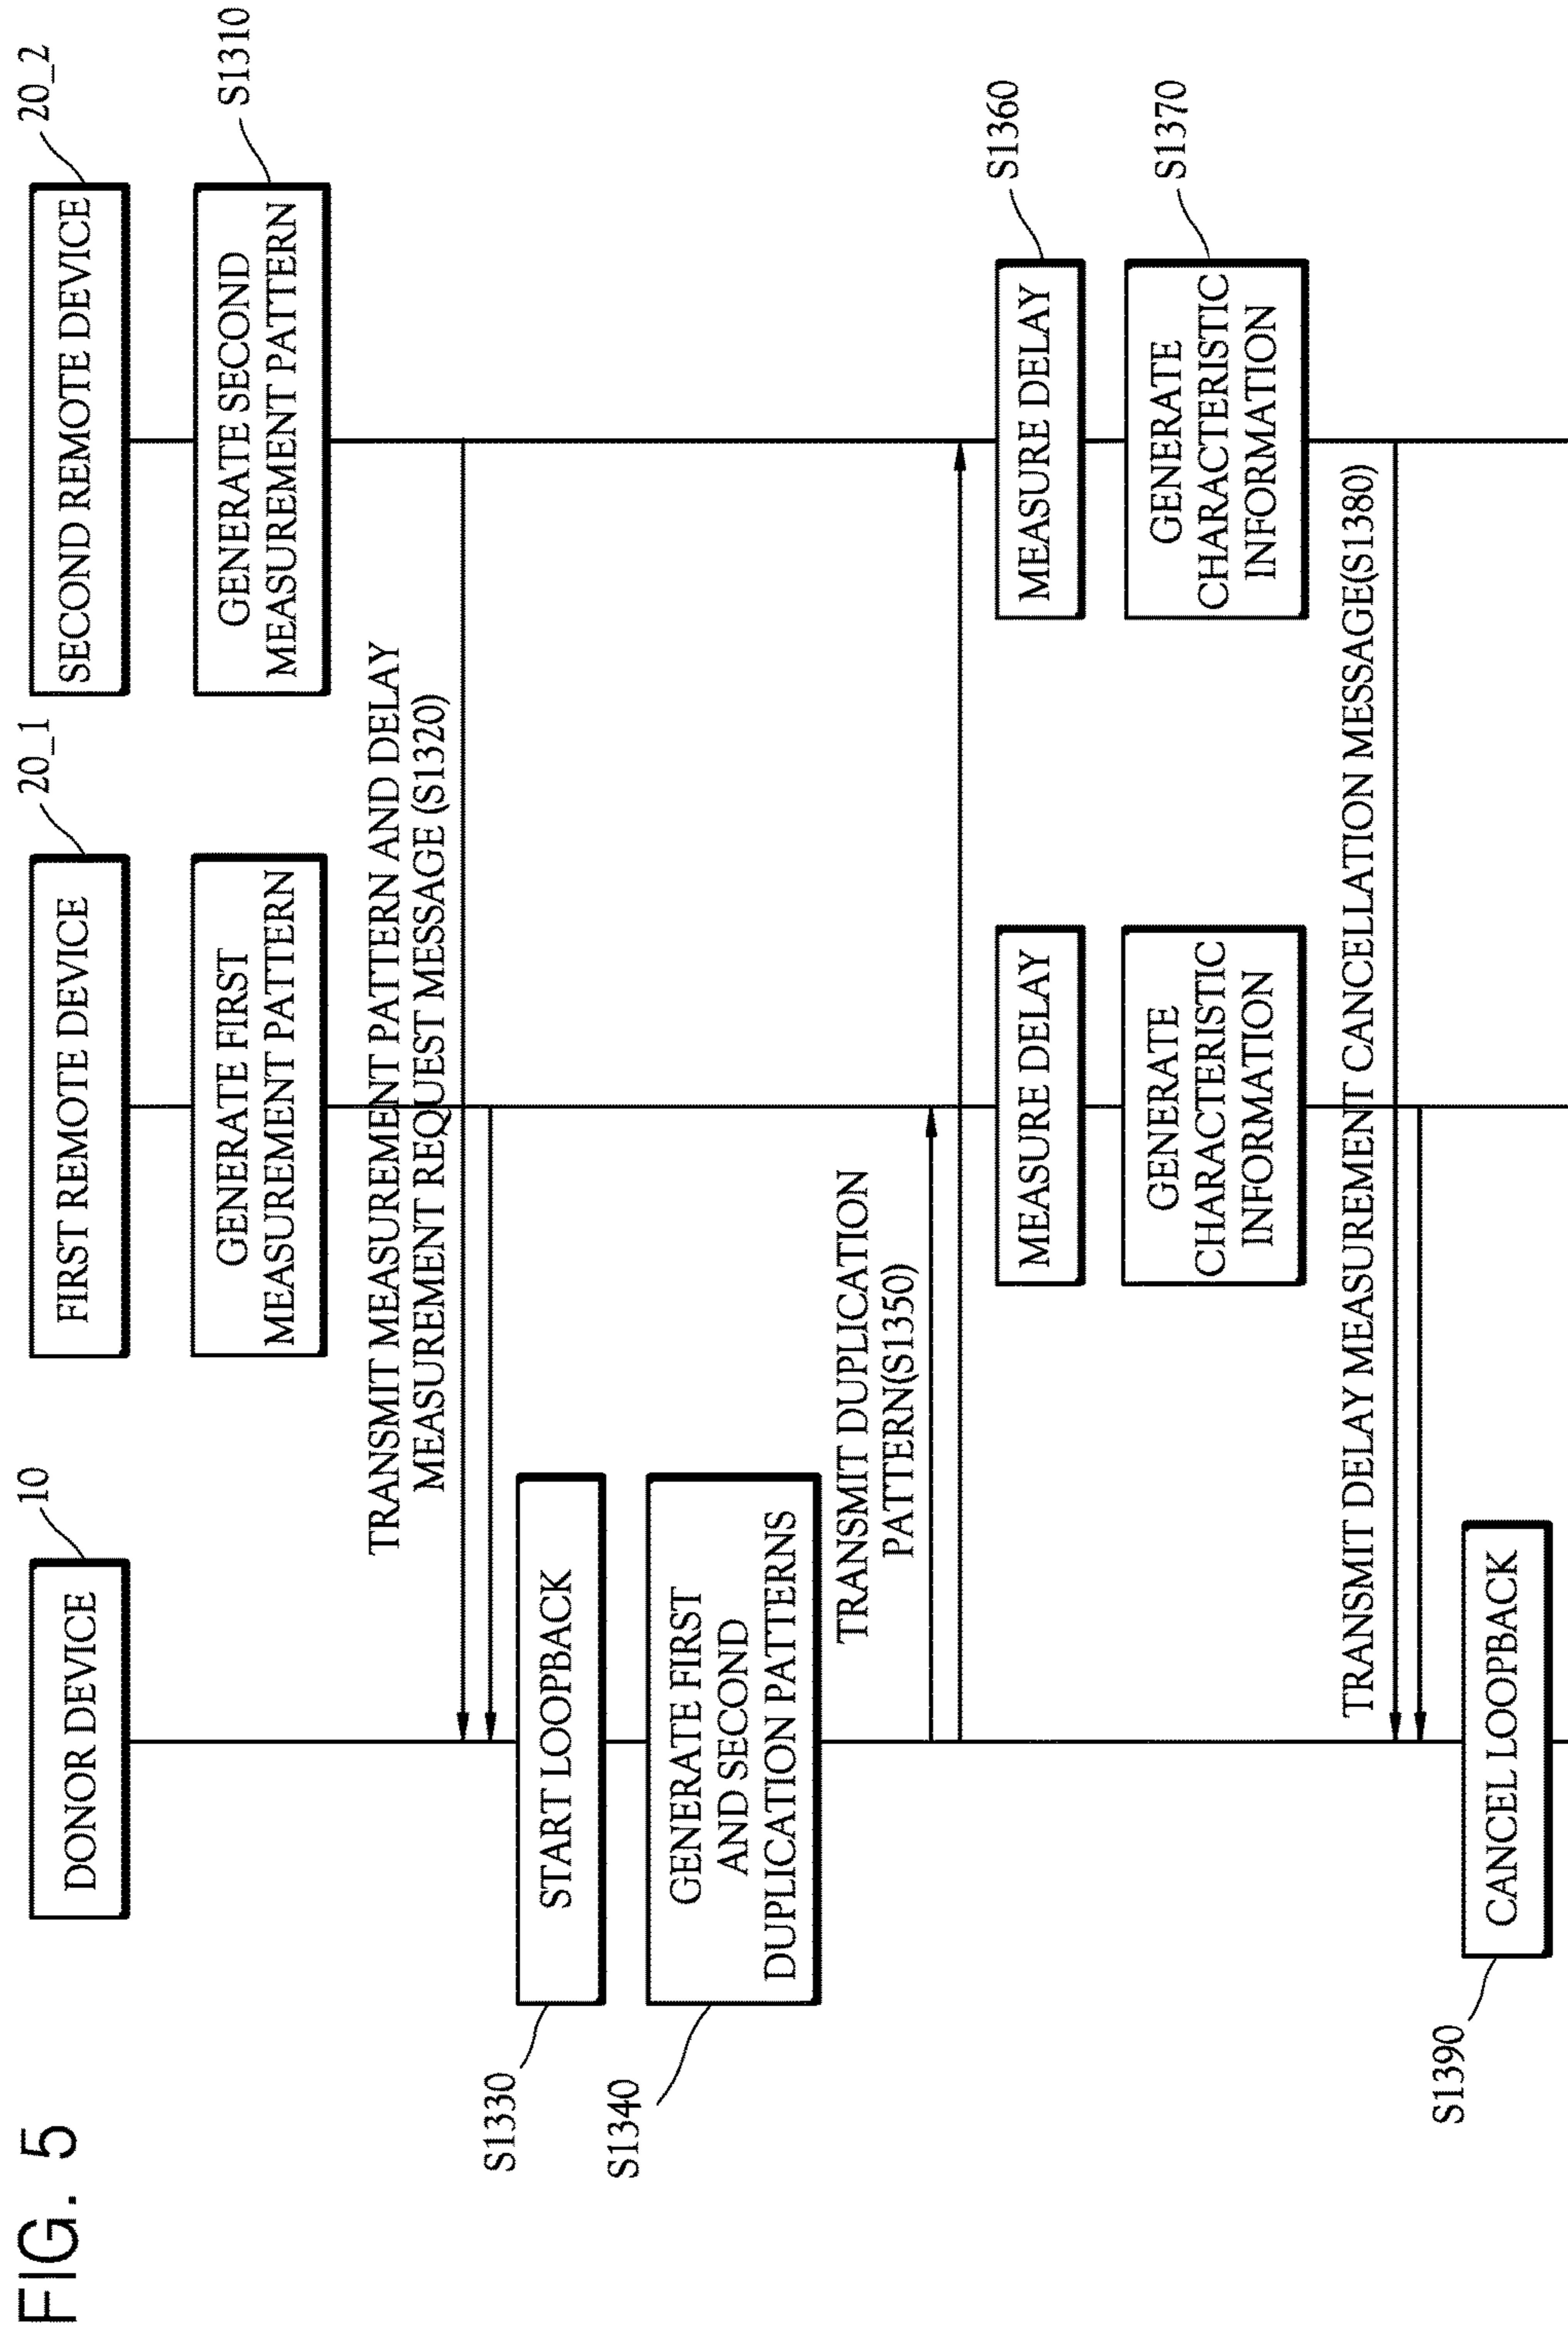 FIG. 5
10
20_1
20_2
DONOR DEVICE
FIRST REMOTE DEVICE
SECOND REMOTE DEVICE
S1310
GENERATE FIRST
MEASUREMENT PATTERN
GENERATE SECOND
MEASUREMENT PATTERN
TRANSMIT MEASUREMENT PATTERN AND DELAY
MEASUREMENT REQUEST MESSAGE (S1320)
S1330
START LOOPBACK
S1340
GENERATE FIRST
AND SECOND
DUPLICATION PATTERNS
TRANSMIT DUPLICATION
PATTERN(S1350)
MEASURE DELAY
MEASURE DELAY
S1360
GENERATE
CHARACTERISTIC
INFORMATION
GENERATE
CHARACTERISTIC
INFORMATION
S1370
TRANSMIT DELAY MEASUREMENT CANCELLATION MESSAGE(S1380)
S1390
CANCEL LOOPBACK